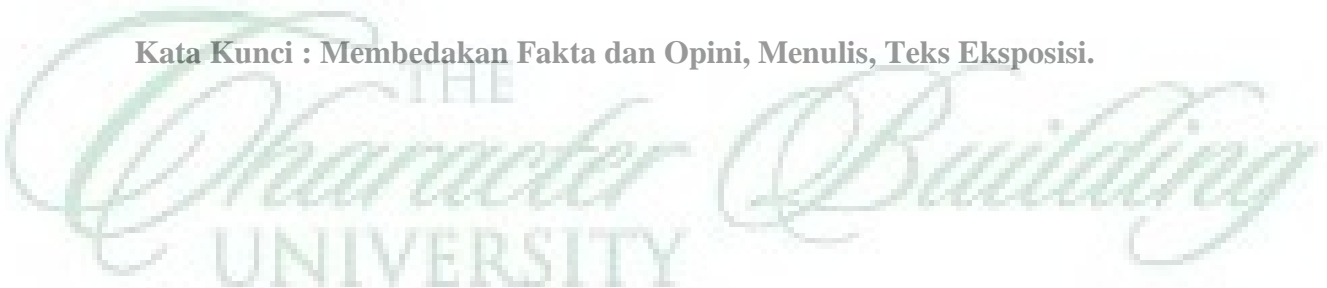 Kata Kunci : Membedakan Fakta dan Opini, Menulis, Teks Eksposisi.
THE
Character Building
UNIVERSITY